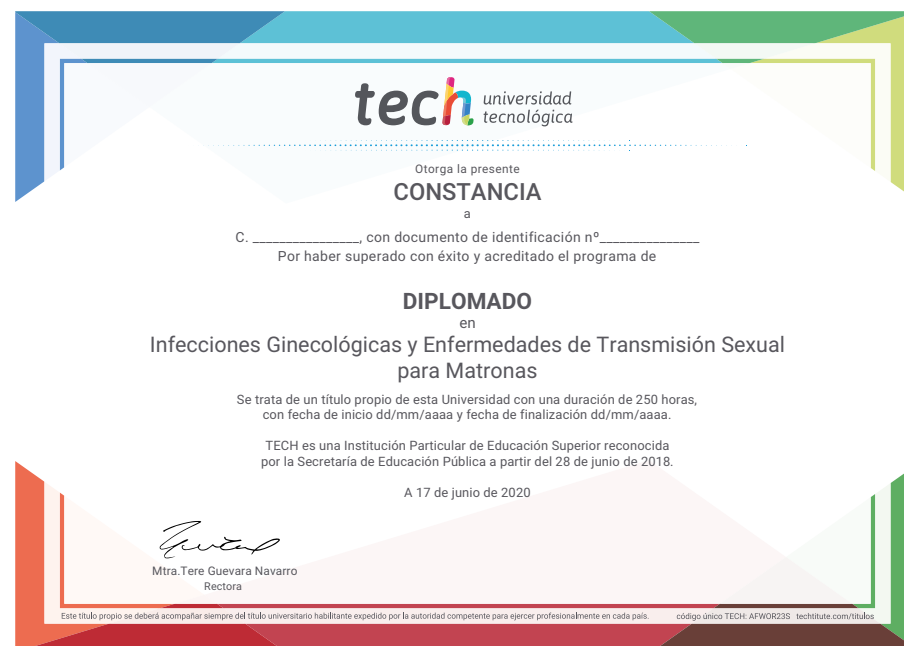 tech universidad
tecnológica
Otorga la presente
CONSTANCIA
a
C. ________________, con documento de identificación nº_______________
Por haber superado con éxito y acreditado el programa de
DIPLOMADO
en
Infecciones Ginecológicas y Enfermedades de Transmisión Sexual
para Matronas
Se trata de un título propio de esta Universidad con una duración de 250 horas,
con fecha de inicio dd/mm/aaaa y fecha de finalización dd/mm/aaaa.
TECH es una Institución Particular de Educación Superior reconocida
por la Secretaría de Educación Pública a partir del 28 de junio de 2018.
A 17 de junio de 2020
Mtra.Tere Guevara Navarro
Rectora
Este título propio se deberá acompañar siempre del título universitario habilitante expedido por la autoridad competente para ejercer profesionalmente en cada país. código único TECH: AFWOR23S techtitute.com/titulos